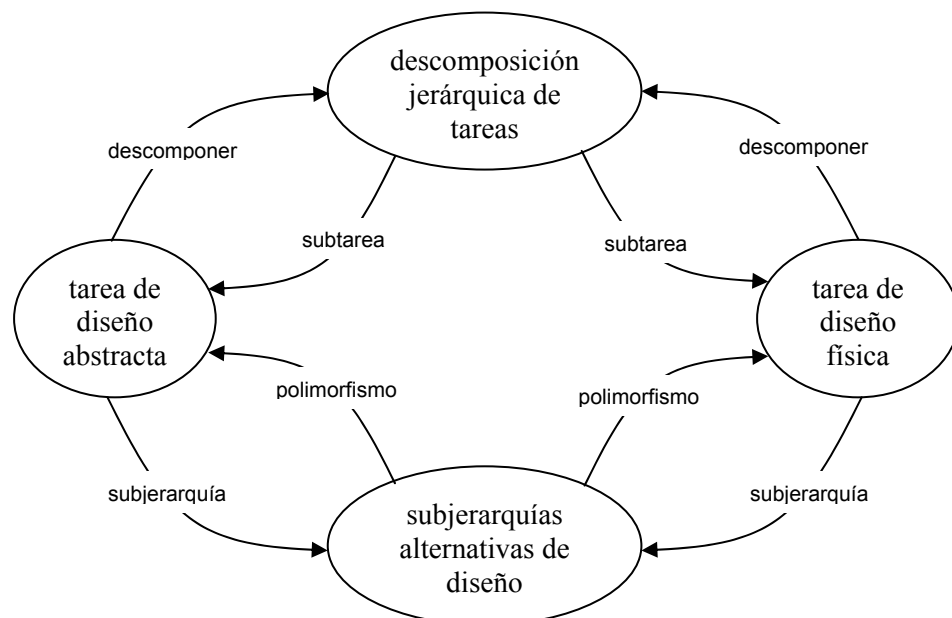 descomposición
jerárquica de
tareas
descomponer
descomponer
subtarea
subtarea
tarea de
diseño
abstracta
tarea de
diseño
física
polimorfismo
polimorfismo
subjerarquía
subjerarquía
subjerarquías
alternativas de
diseño